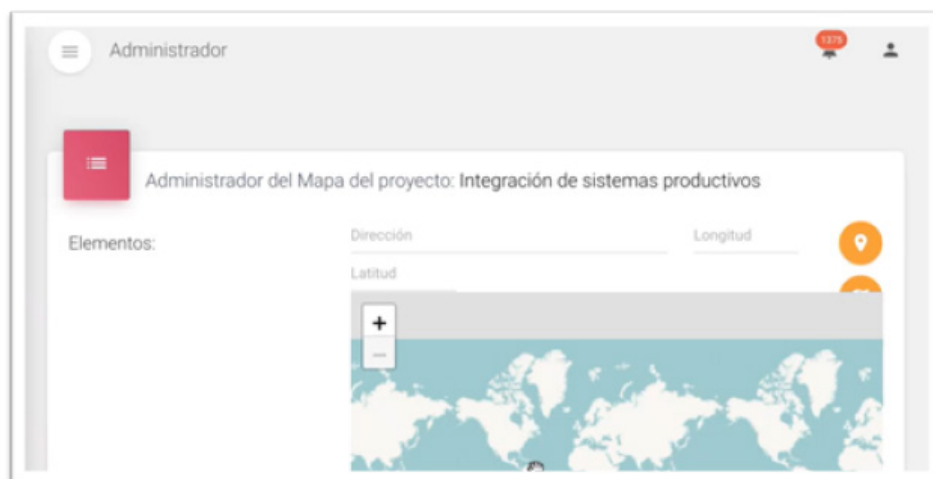 Administrador
1375
Administrador del Mapa del proyecto: Integración de sistemas productivos
Elementos:
Dirección
Longitud
Latitud
+
−